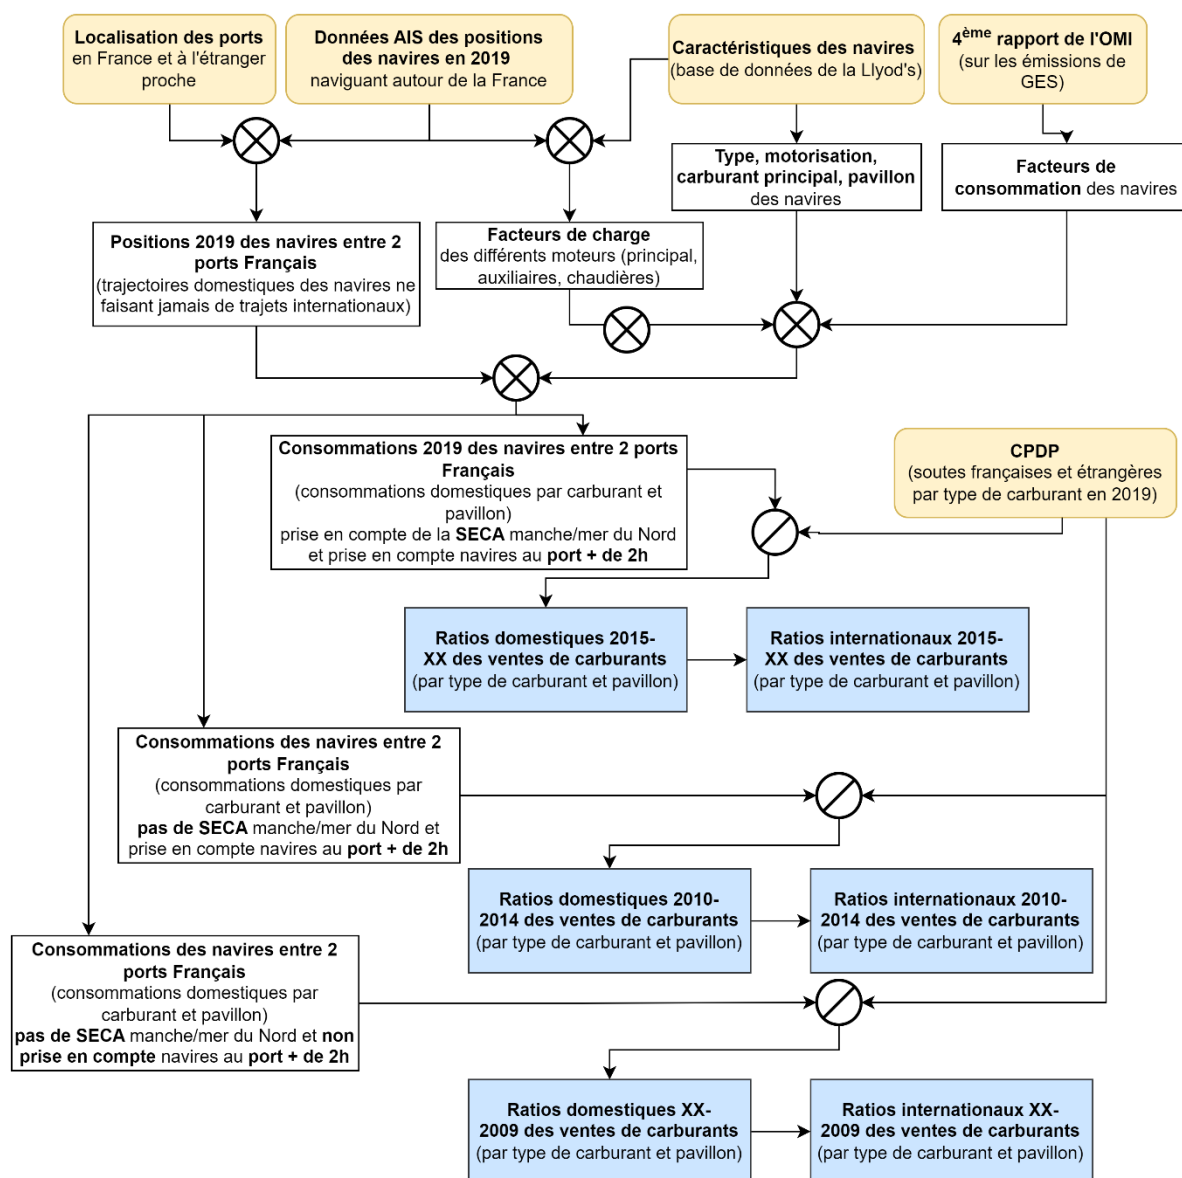 Localisation des ports
en France et à l'étranger
proche
Données AIS des positions
des navires en 2019
naviguant autour de la France
Caractéristiques des navires
(base de données de la Llyod's)
4ème rapport de l'OMI
(sur les émissions de
GES)
Type, motorisation,
carburant principal, pavillon
des navires
Facteurs de
consommation des navires
Positions 2019 des navires entre 2
ports Français
(trajectoires domestiques des navires ne
faisant jamais de trajets internationaux)
Facteurs de charge
des différents moteurs (principal,
auxiliaires, chaudières)
Consommations 2019 des navires entre 2 ports
Français
(consommations domestiques par carburant et
pavillon)
prise en compte de la SECA manche/mer du Nord
et prise en compte navires au port + de 2h
CPDP
(soutes françaises et étrangères
par type de carburant en 2019)
Ratios domestiques 2015-
XX des ventes de carburants
(par type de carburant et pavillon)
Ratios internationaux 2015-
XX des ventes de carburants
(par type de carburant et pavillon)
Consommations des navires entre 2
ports Français
(consommations domestiques par
carburant et pavillon)
pas de SECA manche/mer du Nord et
prise en compte navires au port + de 2h
Ratios domestiques 2010-
2014 des ventes de carburants
(par type de carburant et pavillon)
Ratios internationaux 2010-
2014 des ventes de carburants
(par type de carburant et pavillon)
Consommations des navires entre 2
ports Français
(consommations domestiques par
carburant et pavillon)
pas de SECA manche/mer du Nord et non
prise en compte navires au port + de 2h
Ratios domestiques XX-
2009 des ventes de carburants
(par type de carburant et pavillon)
Ratios internationaux XX-
2009 des ventes de carburants
(par type de carburant et pavillon)